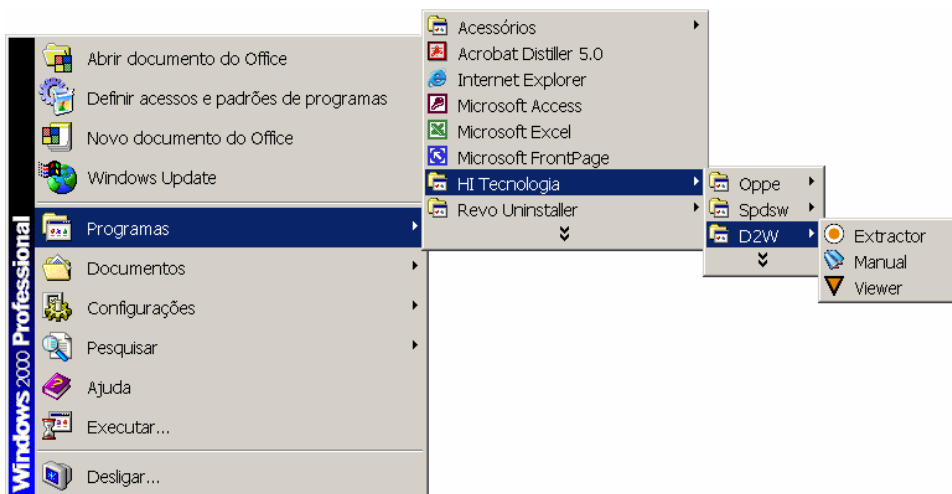 Windows 2000 Professional
Abrir documento do Office
Definir acessos e padrões de programas
Novo documento do Office
Windows Update
Programas
Documentos
Configurações
Pesquisar
Ajuda
Executar...
Desligar...
Acessórios
Acrobat Distiller 5.0
Internet Explorer
Microsoft Access
Microsoft Excel
Microsoft FrontPage
HI Tecnologia
Revo Uninstaller
Oppe
Spdsw
D2W
Extractor
Manual
Viewer